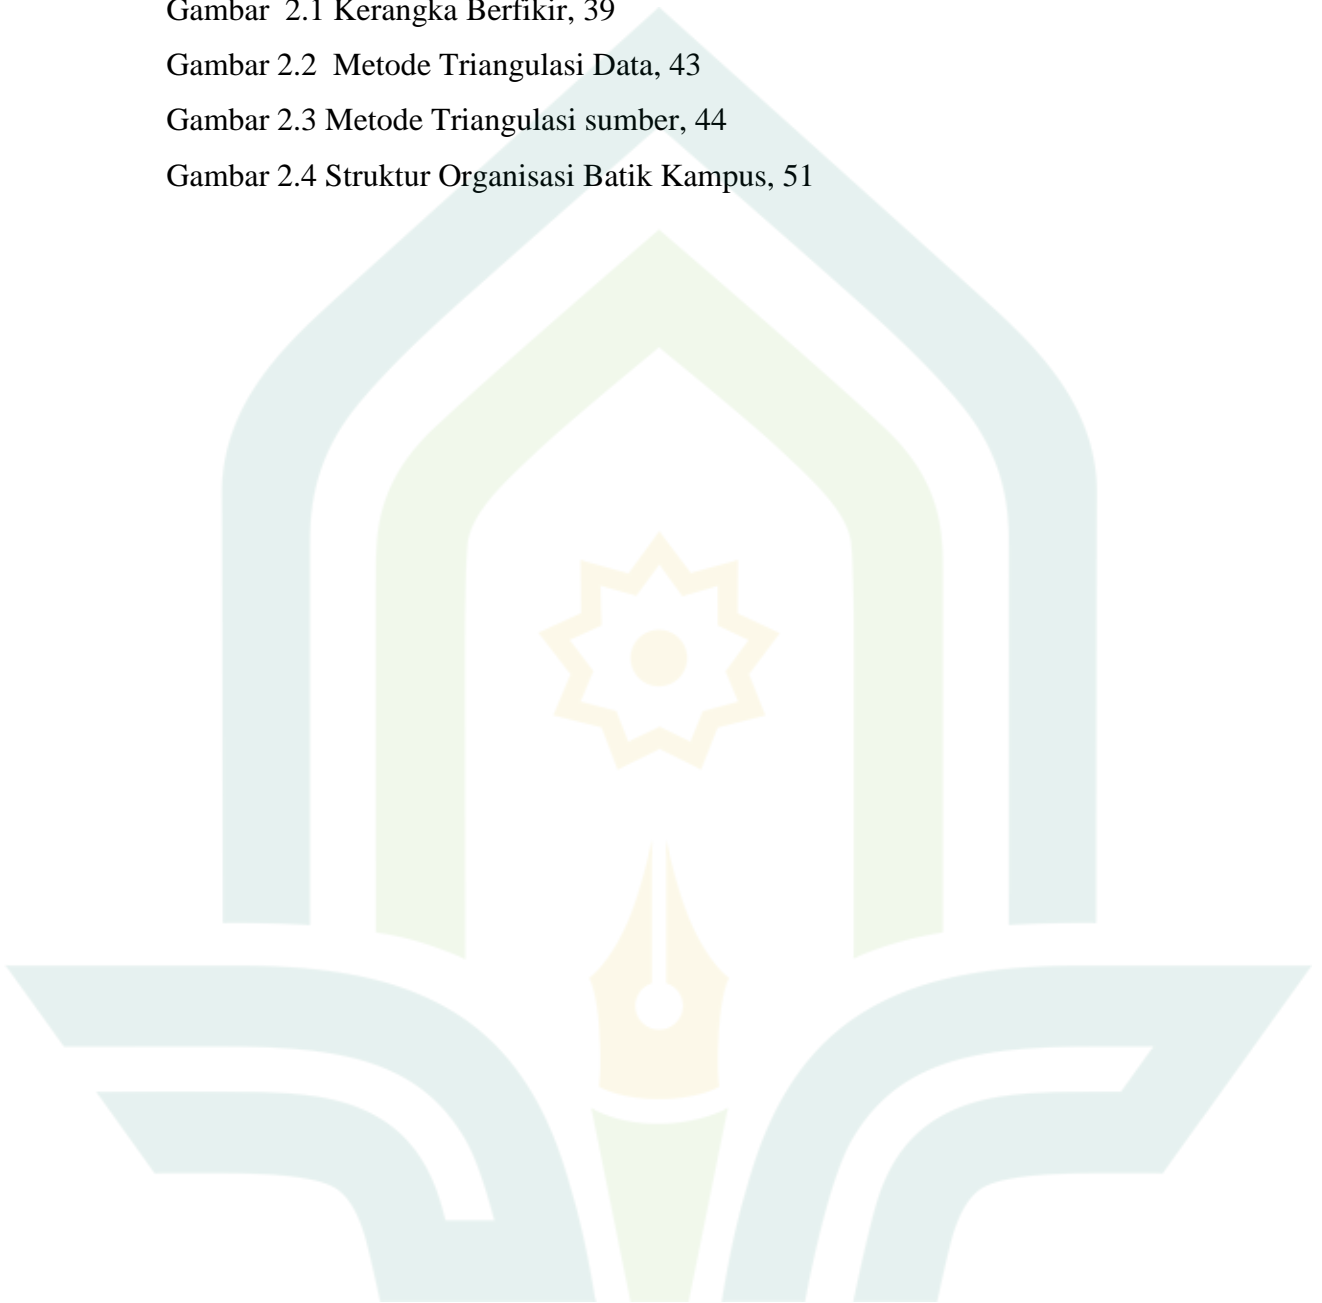 Gambar  2.1 Kerangka Berfikir, 39
Gambar 2.2  Metode Triangulasi Data, 43
Gambar 2.3 Metode Triangulasi sumber, 44
Gambar 2.4 Struktur Organisasi Batik Kampus, 51